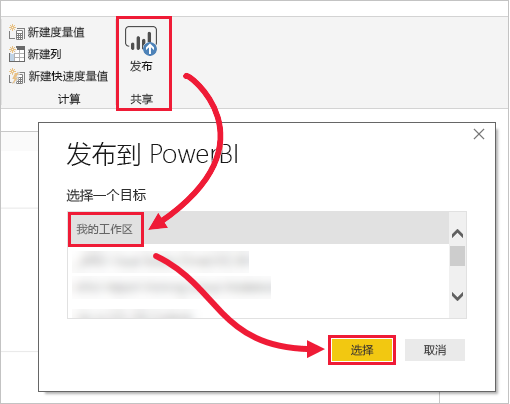 新建度量值
新建列
新建快速度量值
计算
发布
共享
发布到 PowerBI
选择一个目标
我的工作区
选择
取消